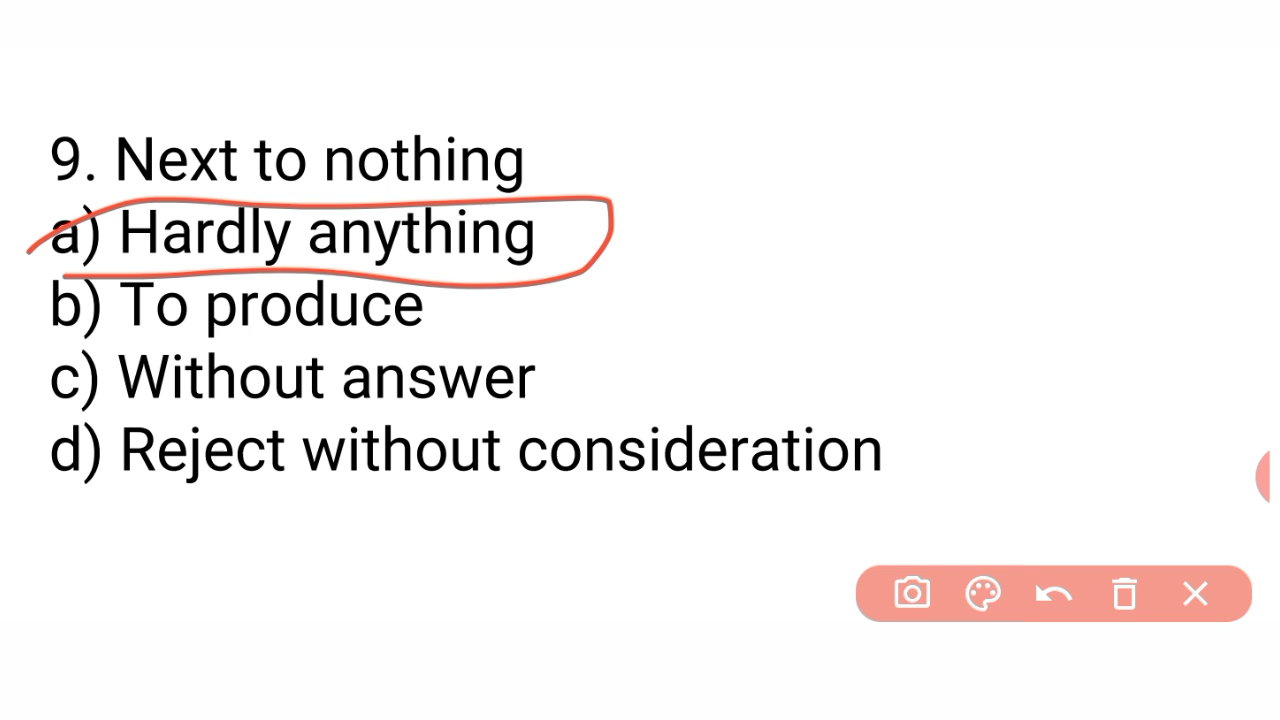 9. Next to nothing
a) Hardly anything
b) To produce
c) Without answer
d) Reject without consideration